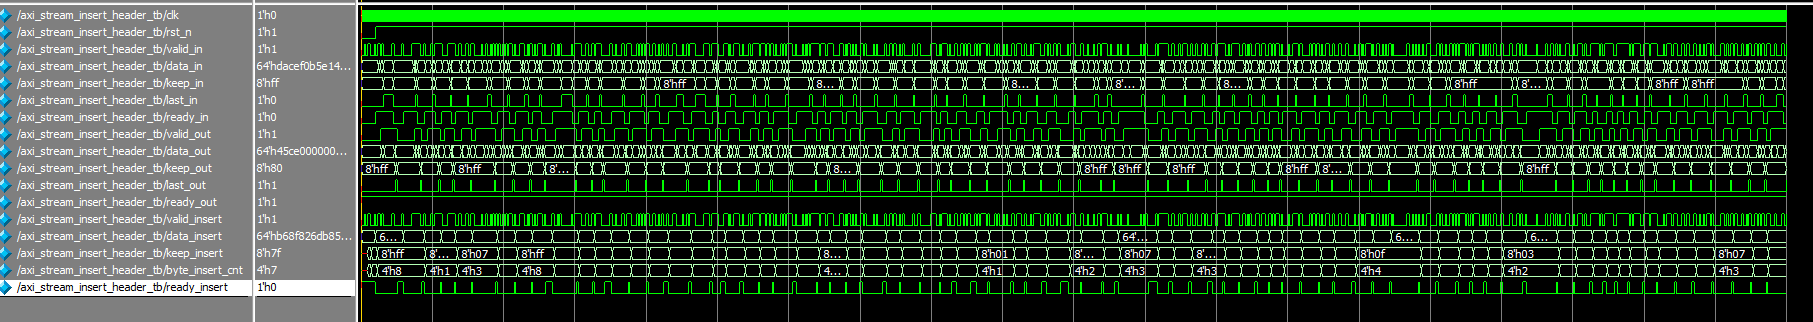 /axi_stream_insert_header_tb/clk 1'h0
/axi_stream_insert_header_tb/rst_n 1'h1
/axi_stream_insert_header_tb/valid_in 1'h1
/axi_stream_insert_header_tb/data_in 64'hdacef0b5e14...
/axi_stream_insert_header_tb/keep_in 8'hff 8'hff 8... 8... 8'... 8... 8'hff 8'... 8'hff 8'hff
/axi_stream_insert_header_tb/last_in 1'h0
/axi_stream_insert_header_tb/ready_in 1'h0
/axi_stream_insert_header_tb/valid_out 1'h1
/axi_stream_insert_header_tb/data_out 64'h45ce000000...
/axi_stream_insert_header_tb/keep_out 8'h80 8'hff 8'hff 8'... 8... 8'hff 8'hff 8'hff 8'hff 8'... 8'hff
/axi_stream_insert_header_tb/last_out 1'h1
/axi_stream_insert_header_tb/ready_out 1'h1
/axi_stream_insert_header_tb/valid_insert 1'h1
/axi_stream_insert_header_tb/data_insert 64'hb68f826db85... 6... 64'... 6... 6...
/axi_stream_insert_header_tb/keep_insert 8'h7f 8'hff 8'... 8'h07 8'hff 8... 8'h01 8'... 8'h07 8'... 8'h0f 8'h03 8'h07
/axi_stream_insert_header_tb/byte_insert_cnt 4'h7 4'h8 4'h1 4'h3 4'h8 4... 4'h1 4'h2 4'h3 4'h3 4'h4 4'h2 4'h3
/axi_stream_insert_header_tb/ready_insert 1'h0